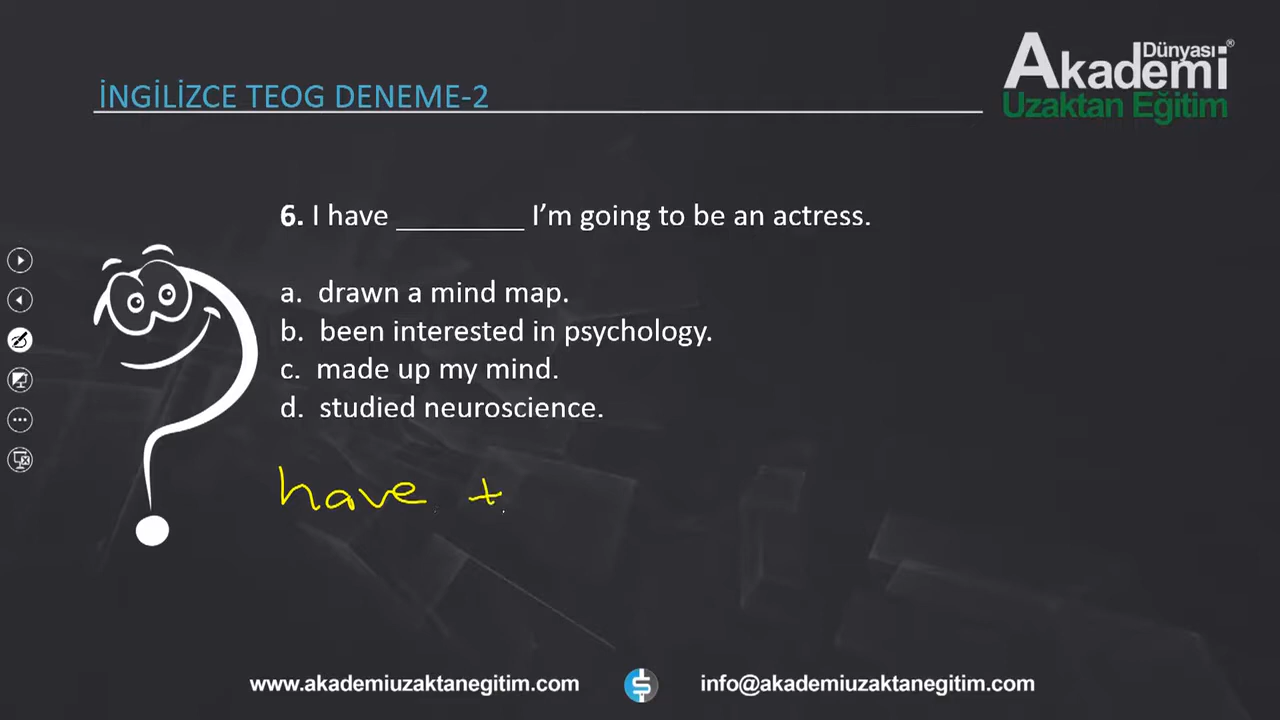 Akademi Dünyası®
Uzaktan Eğitim
İNGİLİZCE TEOG DENEME-2
6. I have ________ I’m going to be an actress.
a. drawn a mind map.
b. been interested in psychology.
c. made up my mind.
d. studied neuroscience.
have +
www.akademiuzaktanegitim.com
info@akademiuzaktanegitim.com